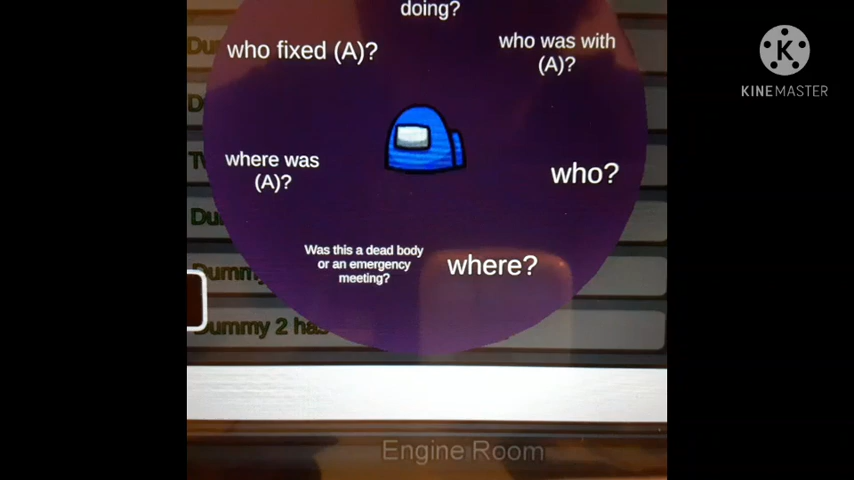 doing?
who fixed (A)?
who was with
(A)?
KINEMASTER
where was
(A)?
who?
Was this a dead body
or an emergency
meeting?
where?
Dummy 2 has
Engine Room